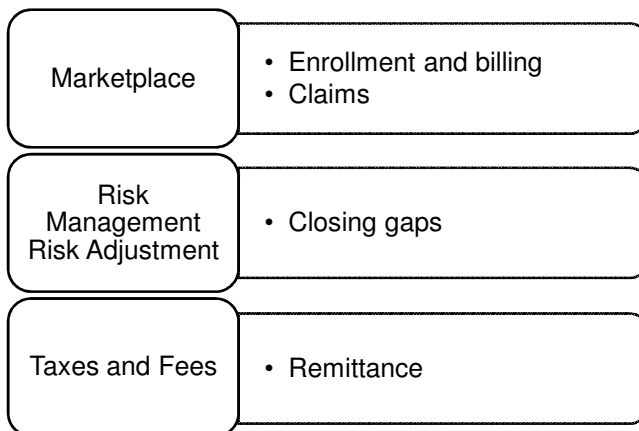 Marketplace
• Enrollment and billing
• Claims
Risk
Management
Risk Adjustment
• Closing gaps
Taxes and Fees
• Remittance